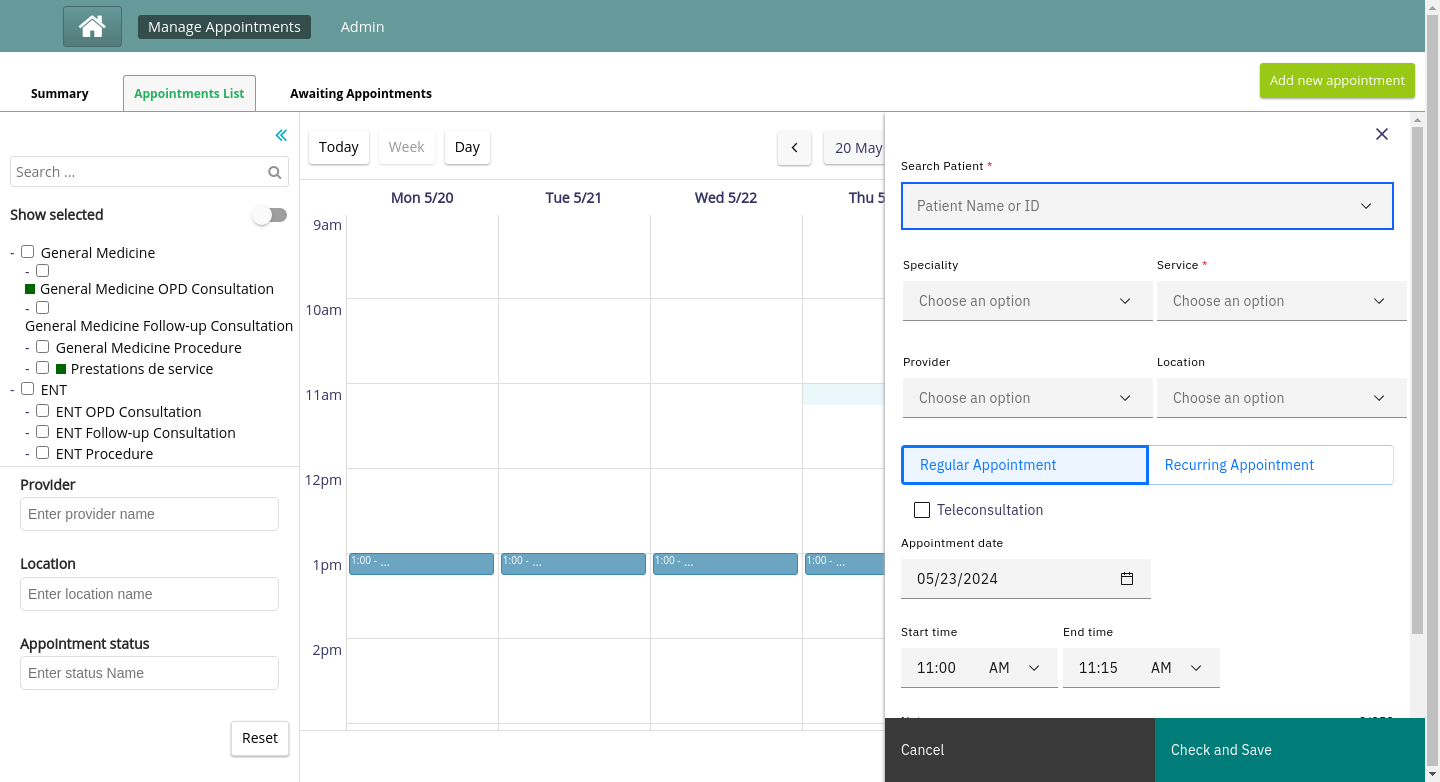 Manage Appointments
Admin
Summary
Appointments List
Awaiting Appointments
Add new appointment
Search ...
Show selected
- General Medicine
-
General Medicine OPD Consultation
-
General Medicine Follow-up Consultation
- General Medicine Procedure
- Prestations de service
- ENT
- ENT OPD Consultation
- ENT Follow-up Consultation
- ENT Procedure
Provider
Enter provider name
Location
Enter location name
Appointment status
Enter status Name
Reset
Today
Week
Day
20 May
Mon 5/20
Tue 5/21
Wed 5/22
Thu 5
9am
10am
11am
12pm
1pm
1:00 - ...
1:00 - ...
1:00 - ...
1:00 - ...
2pm
Search Patient *
Patient Name or ID
Speciality
Service *
Choose an option
Choose an option
Provider
Location
Choose an option
Choose an option
Regular Appointment
Recurring Appointment
Teleconsultation
Appointment date
05/23/2024
Start time
End time
11:00 AM
11:15 AM
Cancel
Check and Save